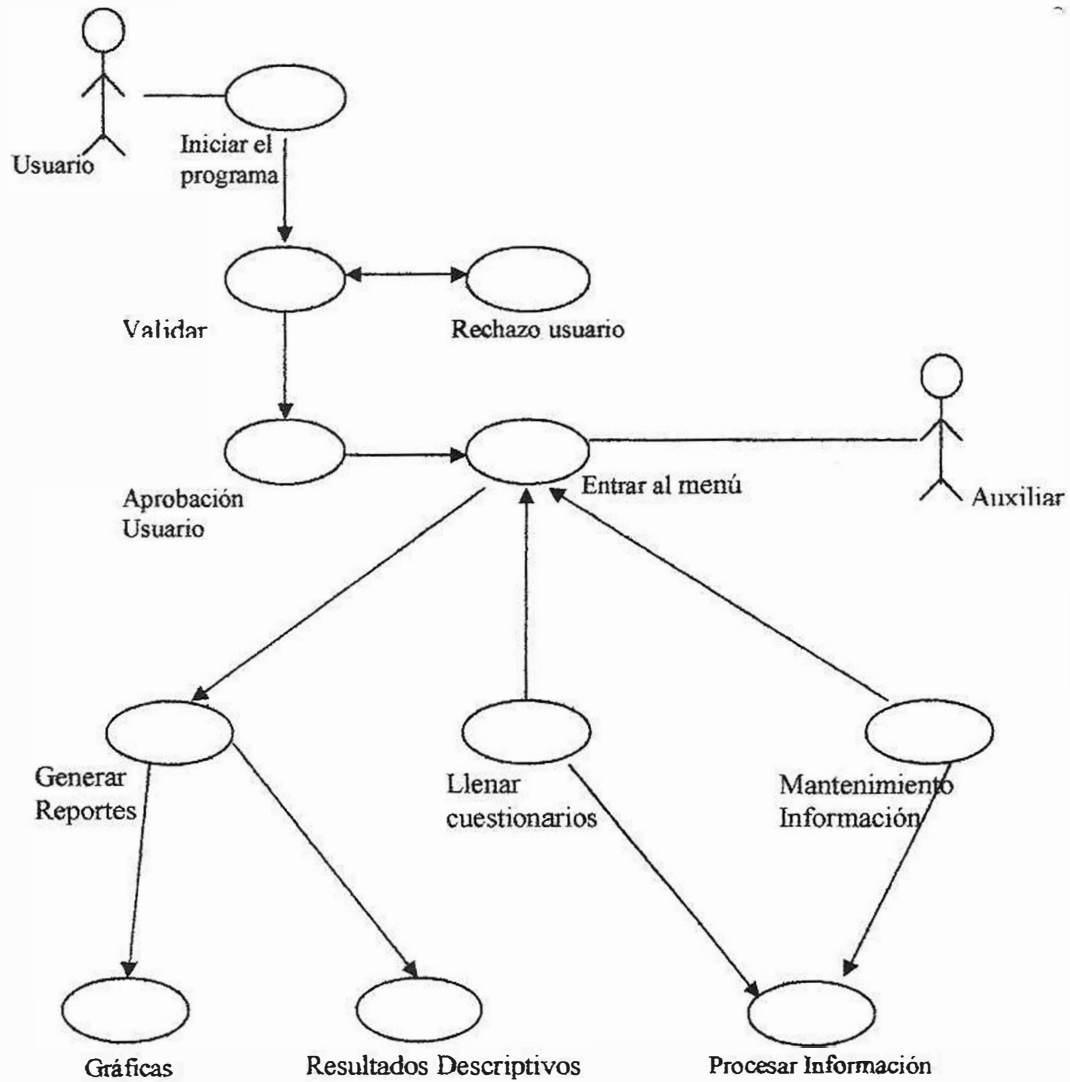 Usuario
Iniciar el
programa
Validar
Rechazo usuario
Aprobación
Usuario
Entrar al menú
Auxiliar
Generar
Reportes
Llenar
cuestionarios
Mantenimiento
Información
Gráficas
Resultados Descriptivos
Procesar Información